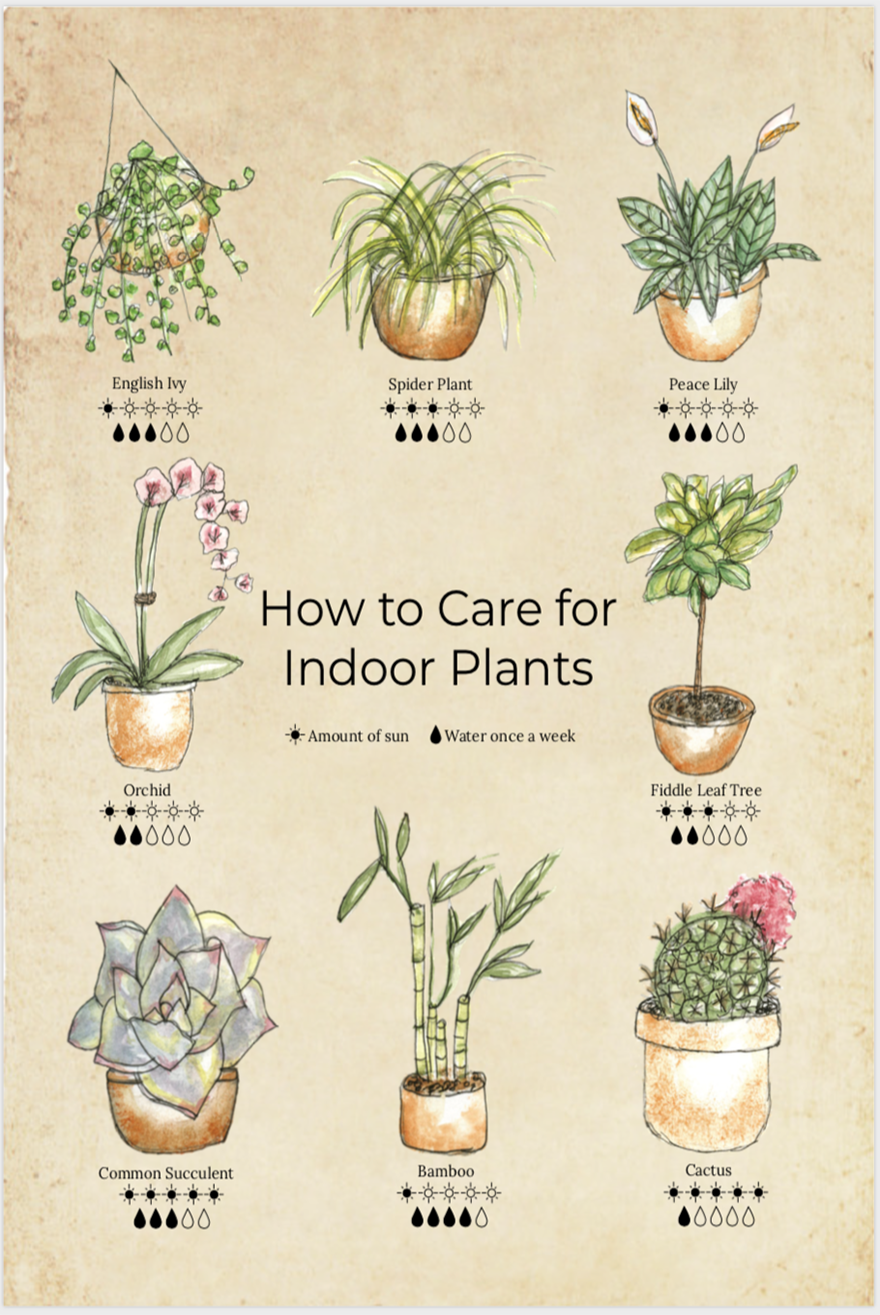 English Ivy
Spider Plant
Peace Lily
How to Care for
Indoor Plants
Amount of sun
Water once a week
Orchid
Fiddle Leaf Tree
Common Succulent
Bamboo
Cactus